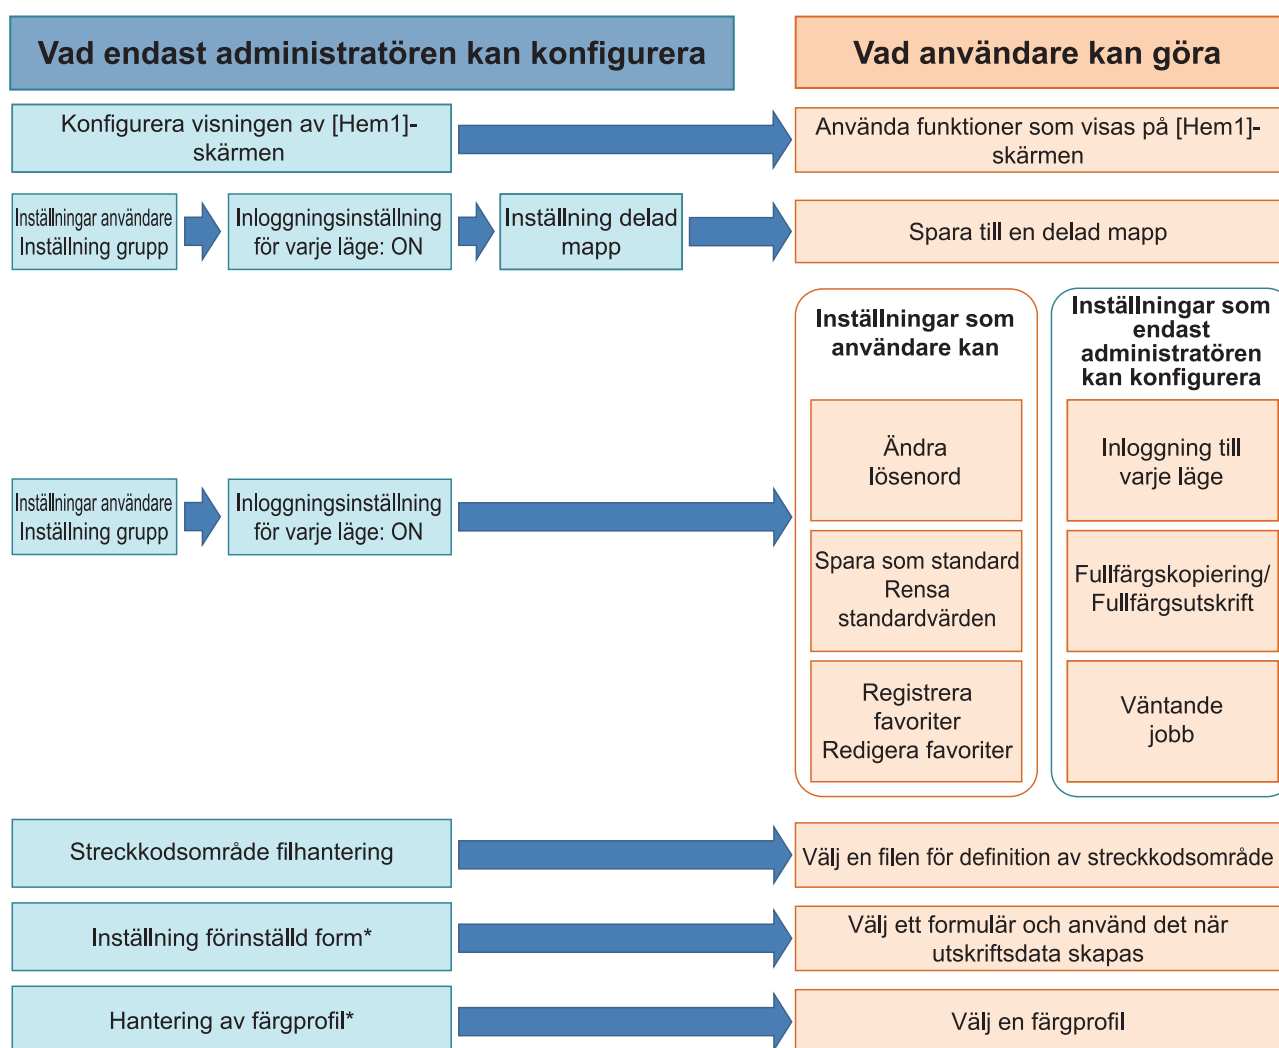 Vad endast administratören kan konfigurera
Vad användare kan göra
Konfigurera visningen av [Hem1]-
skärmen
Använda funktioner som visas på [Hem1]-
skärmen
Inställningar användare
Inställning grupp
Inloggningsinställning
för varje läge: ON
Inställning delad
mapp
Spara till en delad mapp
Inställningar användare
Inställning grupp
Inloggningsinställning
för varje läge: ON
Inställningar som
användare kan
Ändra
lösenord
Spara som standard
Rensa
standardvärden
Registrera
favoriter
Redigera favoriter
Inställningar som
endast
administratören
kan konfigurera
Inloggning till
varje läge
Fullfärgskopiering/
Fullfärgsutskrift
Väntande
jobb
Streckkodsområde filhantering
Välj en filen för definition av streckkodsområde
Inställning förinställd form*
Välj ett formulär och använd det när
utskriftsdata skapas
Hantering av färgprofil*
Välj en färgprofil